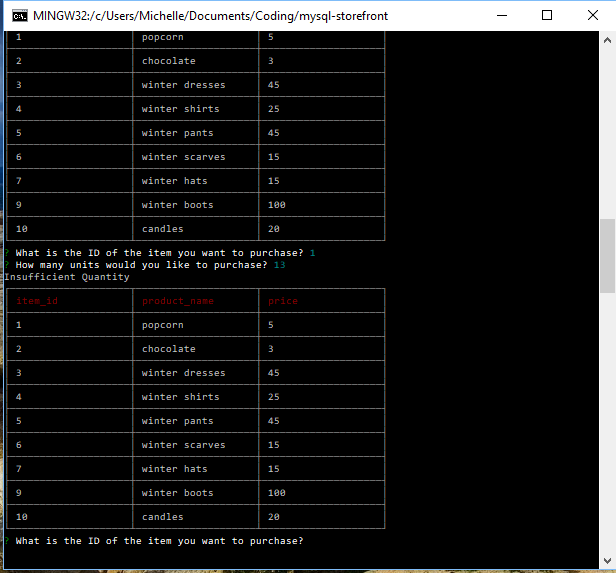 MINGW32:/c/Users/Michelle/Documents/Coding/mysql-storefront
1 popcorn 5
2 chocolate 3
3 winter dresses 45
4 winter shirts 25
5 winter pants 45
6 winter scarves 15
7 winter hats 15
9 winter boots 100
10 candles 20
? What is the ID of the item you want to purchase? 1
? How many units would you like to purchase? 13
Insufficient Quantity
item_id product_name price
1 popcorn 5
2 chocolate 3
3 winter dresses 45
4 winter shirts 25
5 winter pants 45
6 winter scarves 15
7 winter hats 15
9 winter boots 100
10 candles 20
? What is the ID of the item you want to purchase?